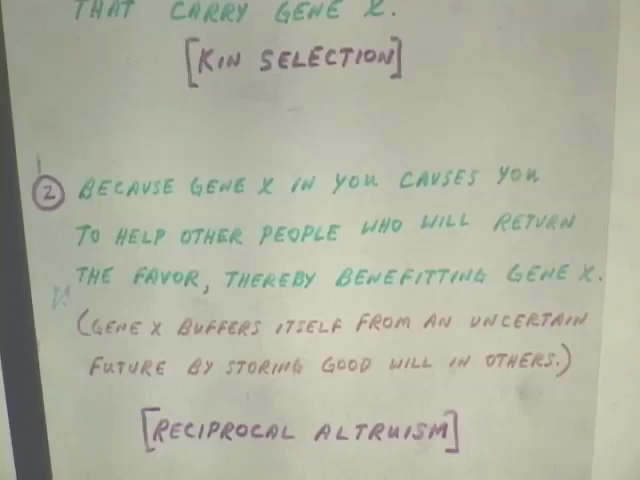 THAT CARRY GENE X.
[KIN SELECTION]
② BECAUSE GENE X IN YOU CAUSES YOU
TO HELP OTHER PEOPLE WHO WILL RETURN
THE FAVOR, THEREBY BENEFITTING GENE X.
(GENE X BUFFERS ITSELF FROM AN UNCERTAIN
FUTURE BY STORING GOOD WILL IN OTHERS.)
[RECIPROCAL ALTRUISM]